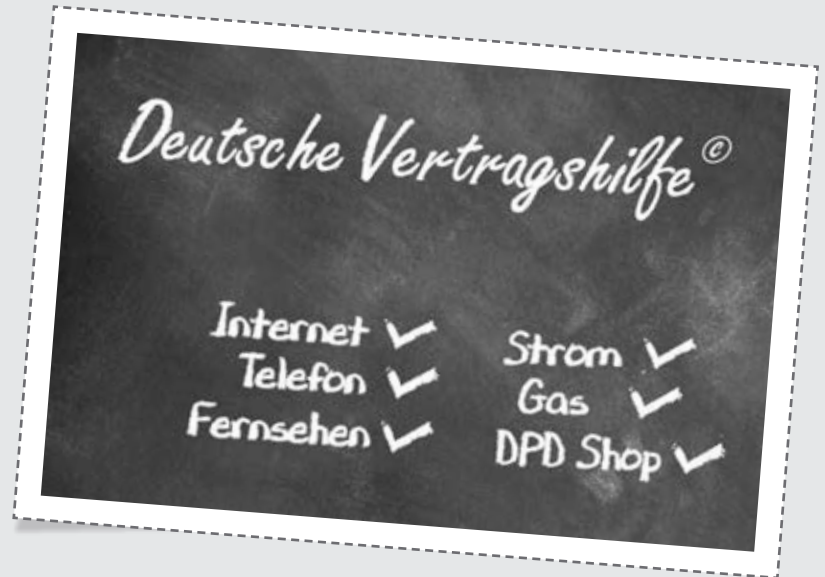 Deutsche Vertragshilfe ©
Internet ✓
Telefon ✓
Fernsehen ✓
Strom ✓
Gas ✓
DPD Shop ✓